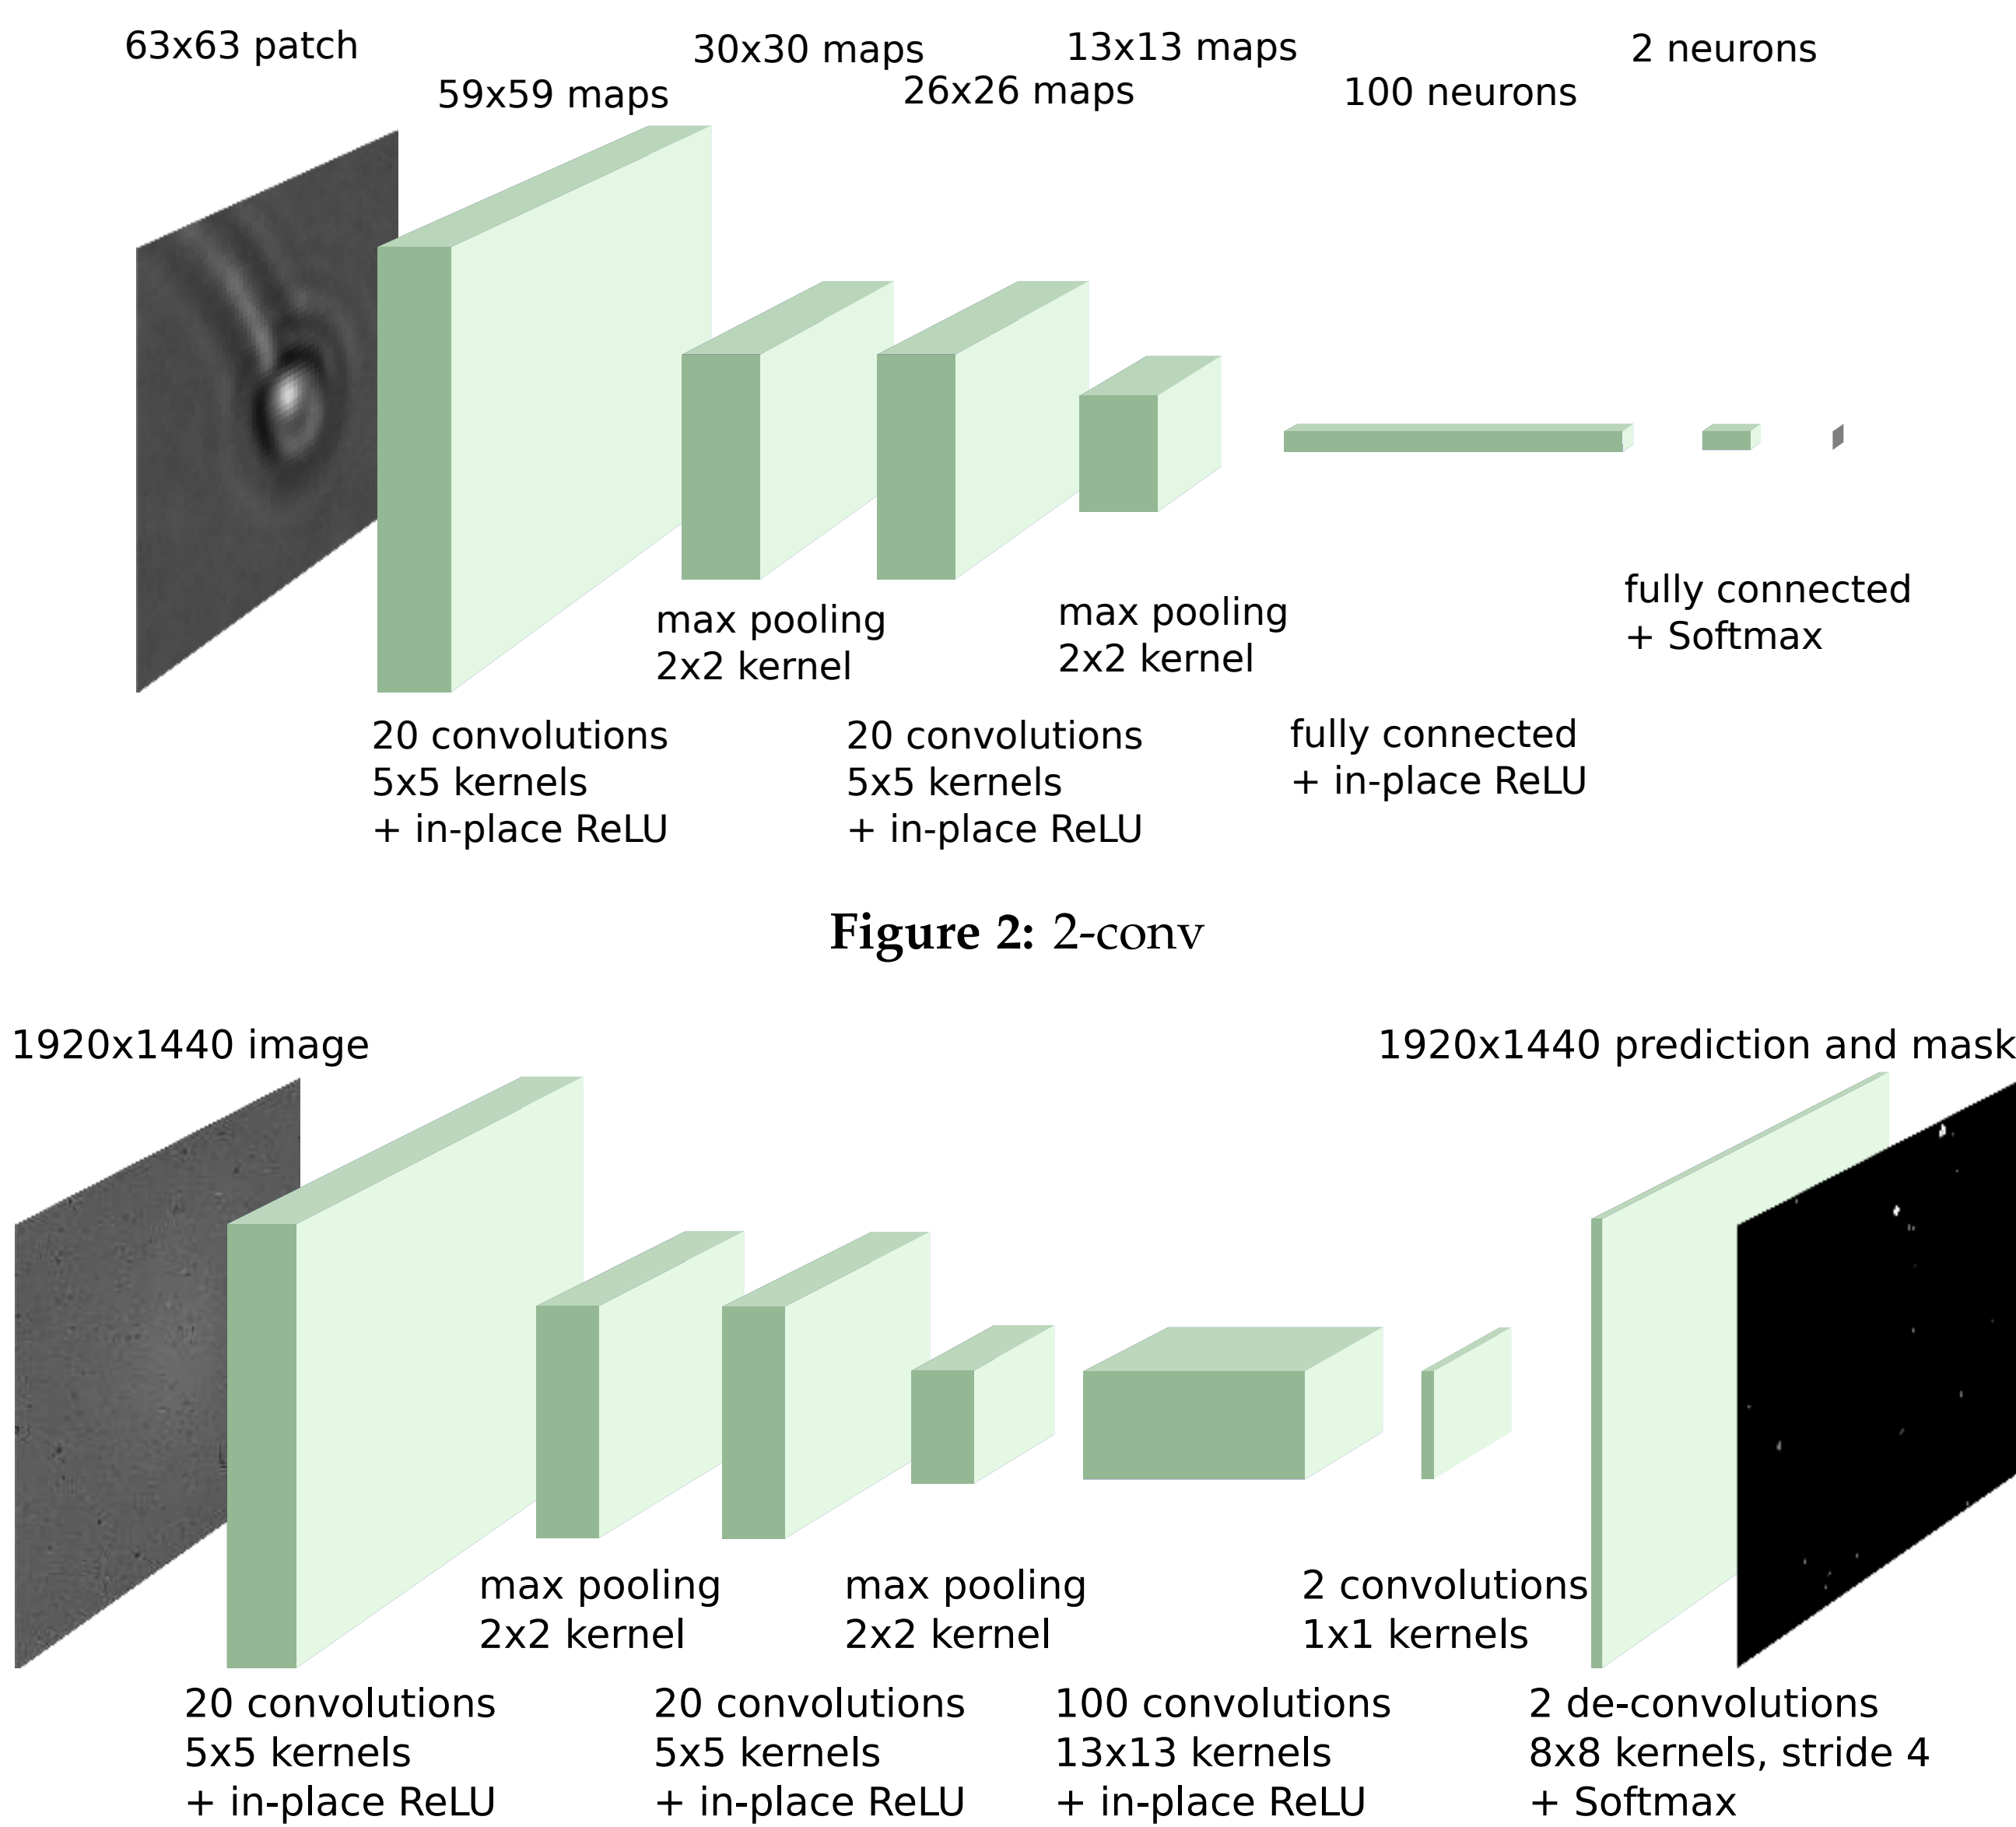 63x63 patch
59x59 maps
30x30 maps
26x26 maps
13x13 maps
100 neurons
2 neurons
20 convolutions
5x5 kernels
+ in-place ReLU
max pooling
2x2 kernel
20 convolutions
5x5 kernels
+ in-place ReLU
max pooling
2x2 kernel
fully connected
+ in-place ReLU
fully connected
+ Softmax
Figure 2: 2-conv
1920x1440 image
1920x1440 prediction and mask
20 convolutions
5x5 kernels
+ in-place ReLU
max pooling
2x2 kernel
20 convolutions
5x5 kernels
+ in-place ReLU
max pooling
2x2 kernel
100 convolutions
13x13 kernels
+ in-place ReLU
2 convolutions
1x1 kernels
2 de-convolutions
8x8 kernels, stride 4
+ Softmax